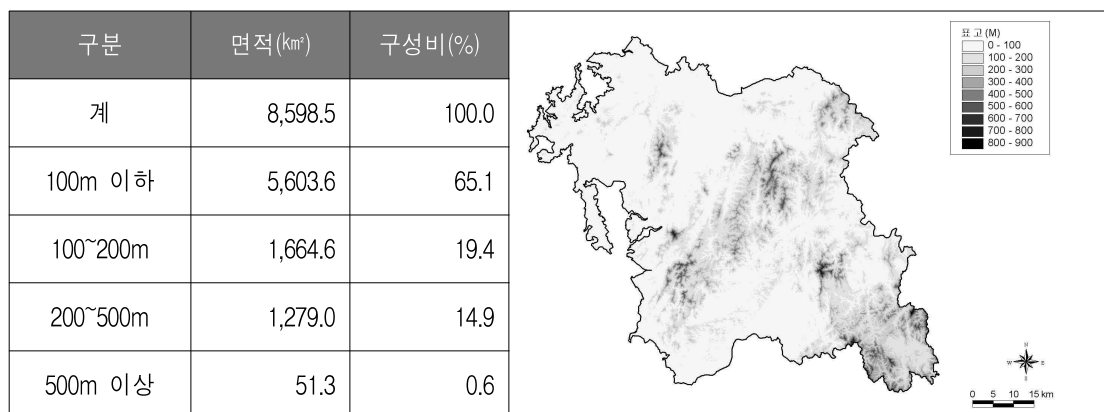 구분 면적(㎢) 구성비(%)
계 8,598.5 100.0
100m 이하 5,603.6 65.1
100~200m 1,664.6 19.4
200~500m 1,279.0 14.9
500m 이상 51.3 0.6
표 고 (M)
0 - 100
100 - 200
200 - 300
300 - 400
400 - 500
500 - 600
600 - 700
700 - 800
800 - 900
N
W E
S
0 5 10 15 km